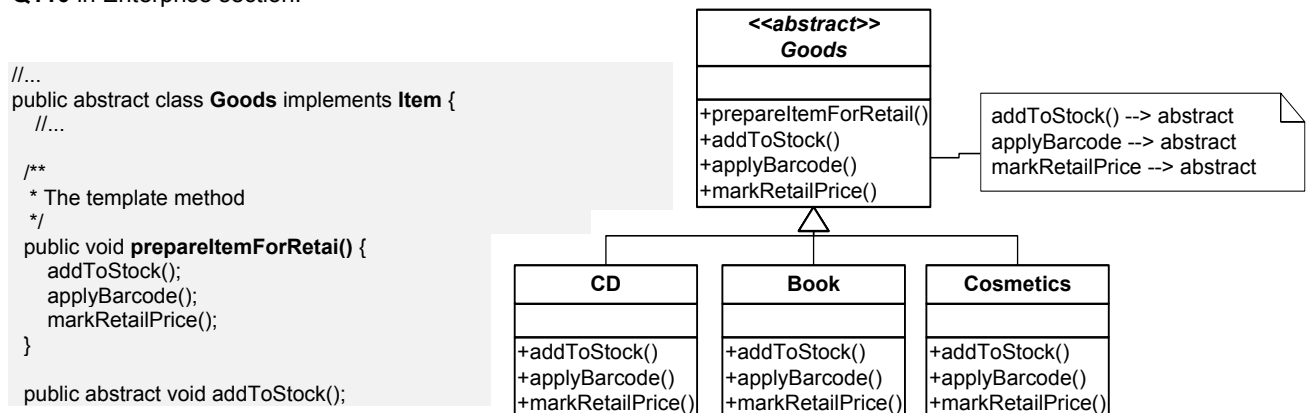 Q110 in Enterprise section.
//...
public abstract class Goods implements Item {
//...
/**
* The template method
*/
public void prepareItemForRetai() {
addToStock();
applyBarcode();
markRetailPrice();
}
public abstract void addToStock();
<<abstract>>
Goods
+prepareItemForRetail()
+addToStock()
+applyBarcode()
+markRetailPrice()
addToStock() --> abstract
applyBarcode --> abstract
markRetailPrice --> abstract
CD
+addToStock()
+applyBarcode()
+markRetailPrice()
Book
+addToStock()
+applyBarcode()
+markRetailPrice()
Cosmetics
+addToStock()
+applyBarcode()
+markRetailPrice()